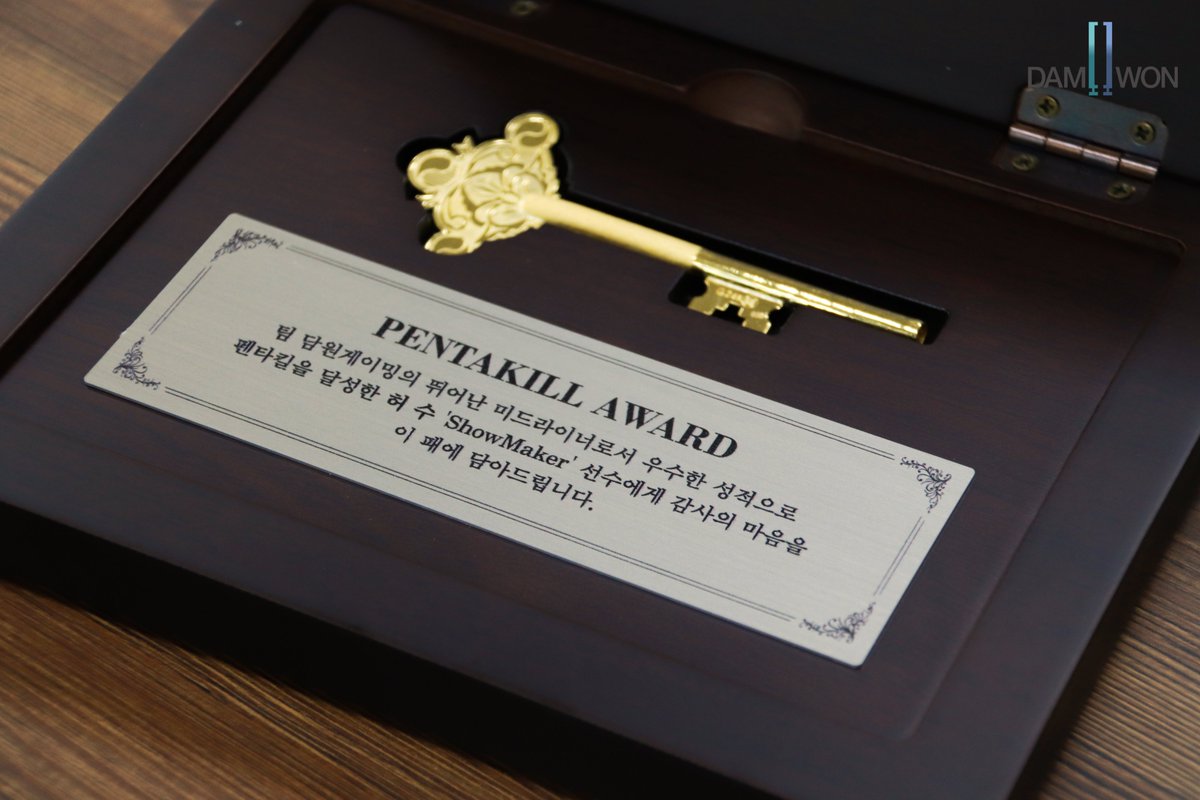 DAMWON
PENTAKILL AWARD
팀 담원게이밍의 뛰어난 미드라이너로서 우수한 성적으로
펜타킬을 달성한 허 수 'ShowMaker' 선수에게 감사의 마음을
이 패에 담아드립니다.